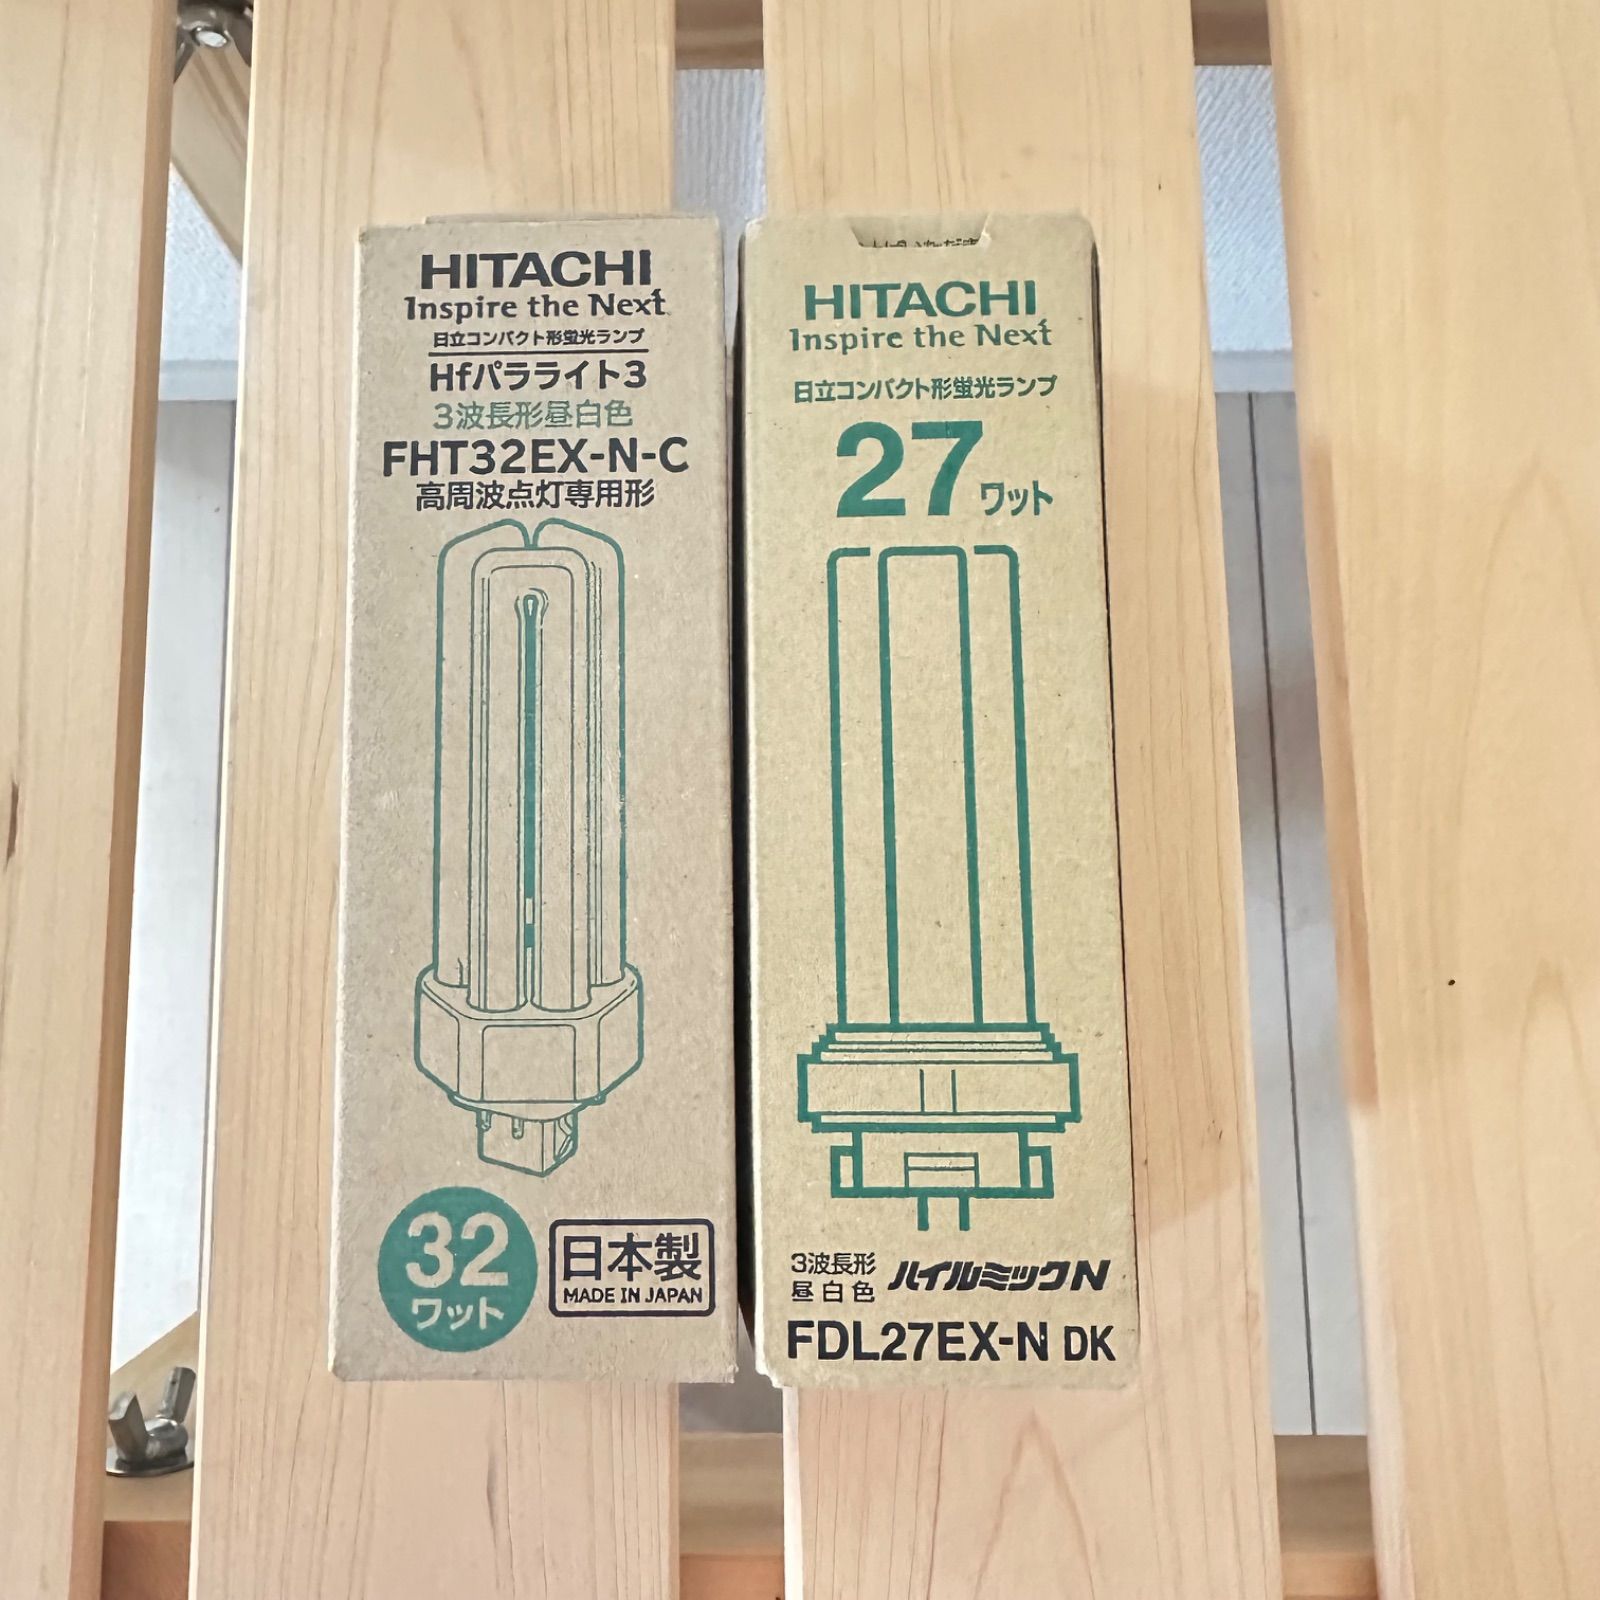 HITACHI
Inspire the Next
日立コンパクト形蛍光ランプ
Hfパラライト3
3波長形昼白色
FHT32EX-N-C
高周波点灯専用形
32
ワット
日本製
MADE IN JAPAN
HITACHI
Inspire the Next
日立コンパクト形蛍光ランプ
27
ワット
3波長形
昼白色
ハイルミックN
FDL27EX-N DK